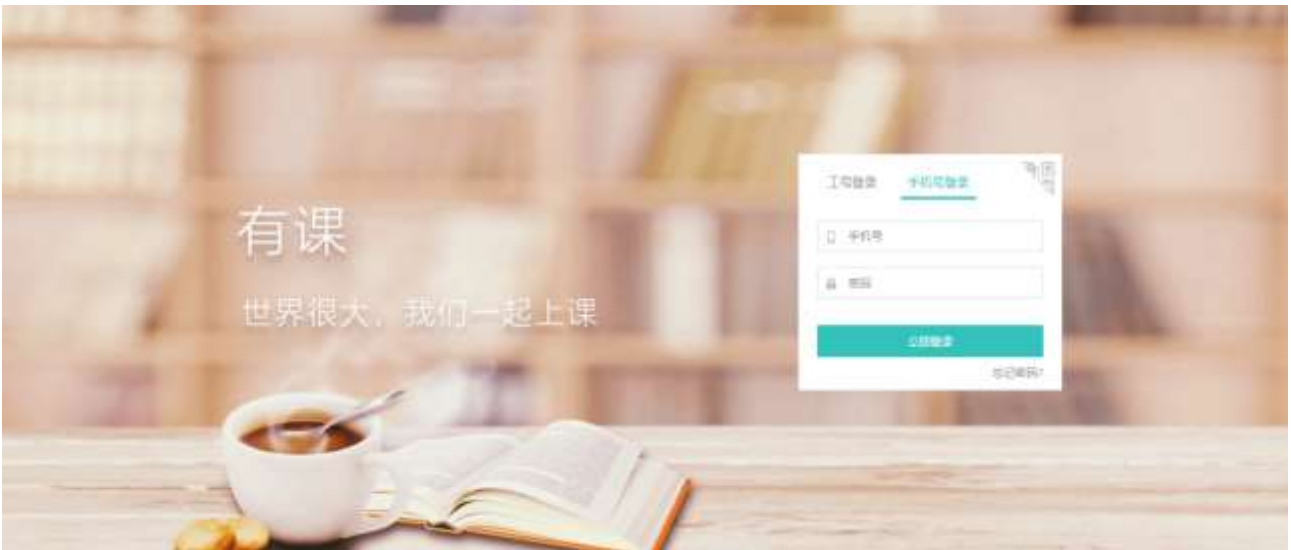 有课
世界很大，我们一起上课
工号登录
手机号登录
手机号
密码
立即登录
忘记密码?